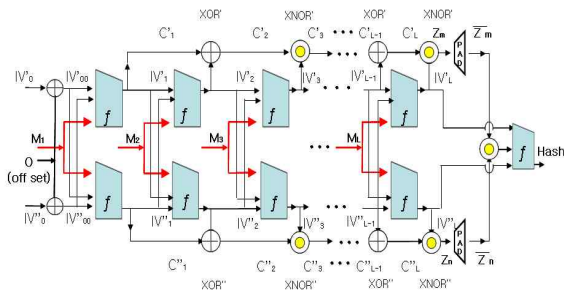 XOR' XNOR' XOR' XNOR'
C'1 C'2 C'3 C'L-1 C'L Zm Z̅m
PAD
IV'0 IV'00 IV'1 IV'2 IV'3 IV'L-1 IV'L
f f f f
M1 M2 M3 ML
f Hash
0
(off set)
f f f f
IV"0 IV"00 IV"1 IV"2 IV"3 IV"L-1 IV"L
PAD
C"1 C"2 C"3 C"L-1 C"L Zn Z̅n
XOR" XNOR" XOR" XNOR"